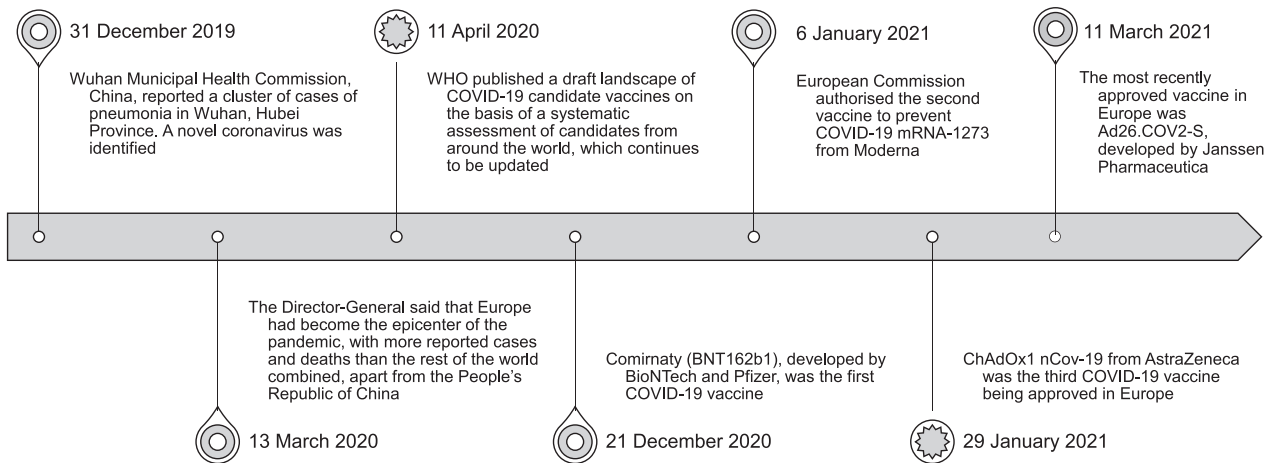 31 December 2019
Wuhan Municipal Health Commission,
China, reported a cluster of cases of
pneumonia in Wuhan, Hubei
Province. A novel coronavirus was
identified
11 April 2020
WHO published a draft landscape of
COVID-19 candidate vaccines on
the basis of a systematic
assessment of candidates from
around the world, which continues
to be updated
6 January 2021
European Commission
authorised the second
vaccine to prevent
COVID-19 mRNA-1273
from Moderna
11 March 2021
The most recently
approved vaccine in
Europe was
Ad26.COV2-S,
developed by Janssen
Pharmaceutica
The Director-General said that Europe
had become the epicenter of the
pandemic, with more reported cases
and deaths than the rest of the world
combined, apart from the People's
Republic of China
13 March 2020
Comirnaty (BNT162b1), developed by
BioNTech and Pfizer, was the first
COVID-19 vaccine
21 December 2020
ChAdOx1 nCov-19 from AstraZeneca
was the third COVID-19 vaccine
being approved in Europe
29 January 2021